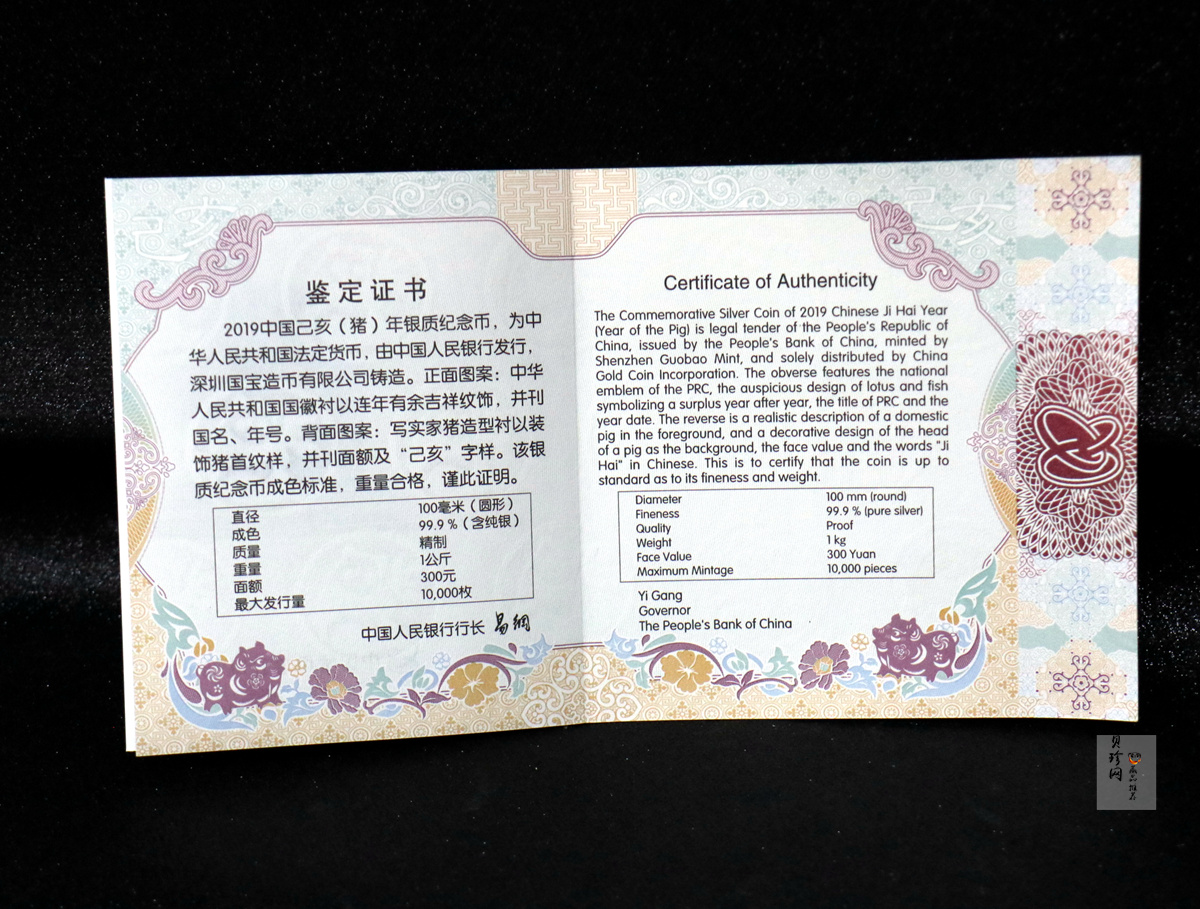 己亥
鉴定证书
2019中国己亥（猪）年银质纪念币，为中
华人民共和国法定货币，由中国人民银行发行，
深圳国宝造币有限公司铸造。正面图案：中华
人民共和国国徽衬以连年有余吉祥纹饰，并刊
国名、年号。背面图案：写实家猪造型衬以装
饰猪首纹样，并刊面额及“己亥”字样。该银
质纪念币成色标准，重量合格，谨此证明。
直径 100毫米（圆形）
成色 99.9％（含纯银）
质量 精制
重量 1公斤
面额 300元
最大发行量 10,000枚
中国人民银行行长 易纲
己亥
Certificate of Authenticity
The Commemorative Silver Coin of 2019 Chinese Ji Hai Year
(Year of the Pig) is legal tender of the People's Republic of
China, issued by the People's Bank of China, minted by
Shenzhen Guobao Mint, and solely distributed by China
Gold Coin Incorporation. The obverse features the national
emblem of the PRC, the auspicious design of lotus and fish
symbolizing a surplus year after year, the title of PRC and the
year date. The reverse is a realistic description of a domestic
pig in the foreground, and a decorative design of the head
of a pig as the background, the face value and the words "Ji
Hai" in Chinese. This is to certify that the coin is up to
standard as to its fineness and weight.
Diameter 100 mm (round)
Fineness 99.9 % (pure silver)
Quality Proof
Weight 1 kg
Face Value 300 Yuan
Maximum Mintage 10,000 pieces
Yi Gang
Governor
The People's Bank of China
贝珍网